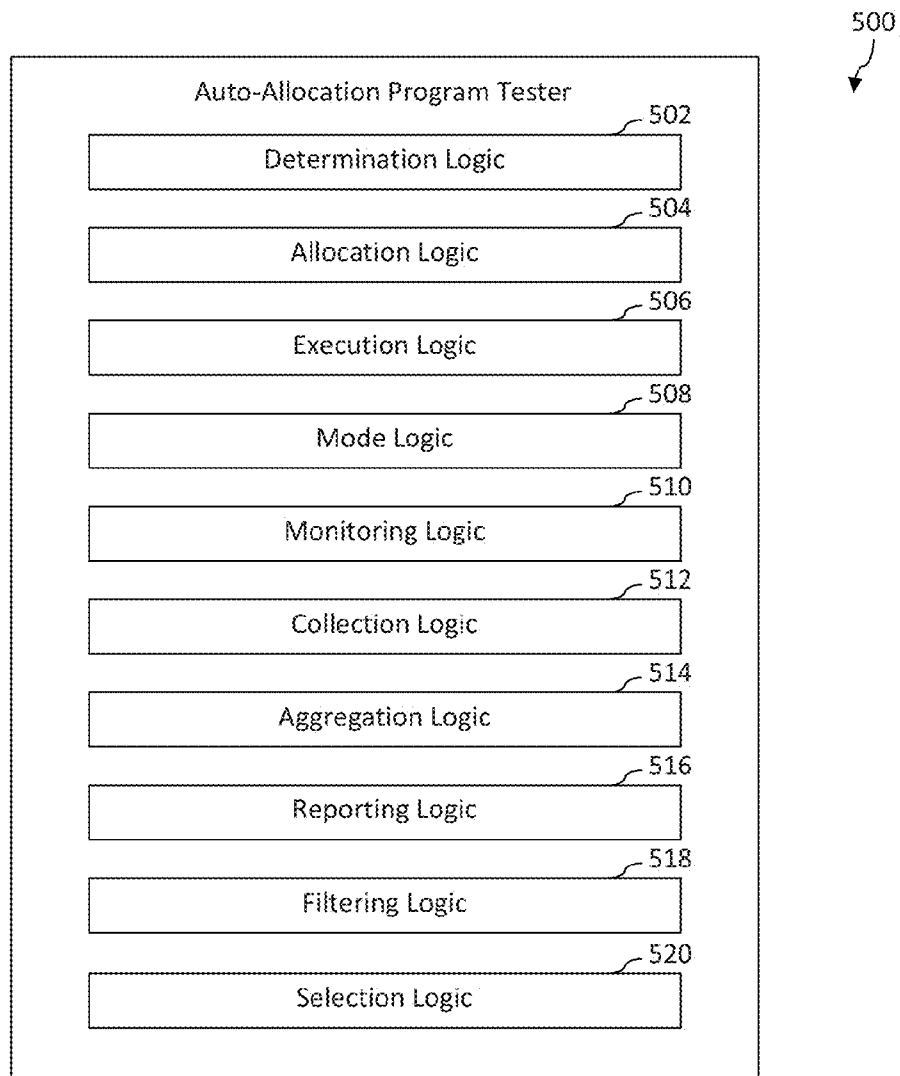 500
Auto-Allocation Program Tester
502
Determination Logic
504
Allocation Logic
506
Execution Logic
508
Mode Logic
510
Monitoring Logic
512
Collection Logic
514
Aggregation Logic
516
Reporting Logic
518
Filtering Logic
520
Selection Logic